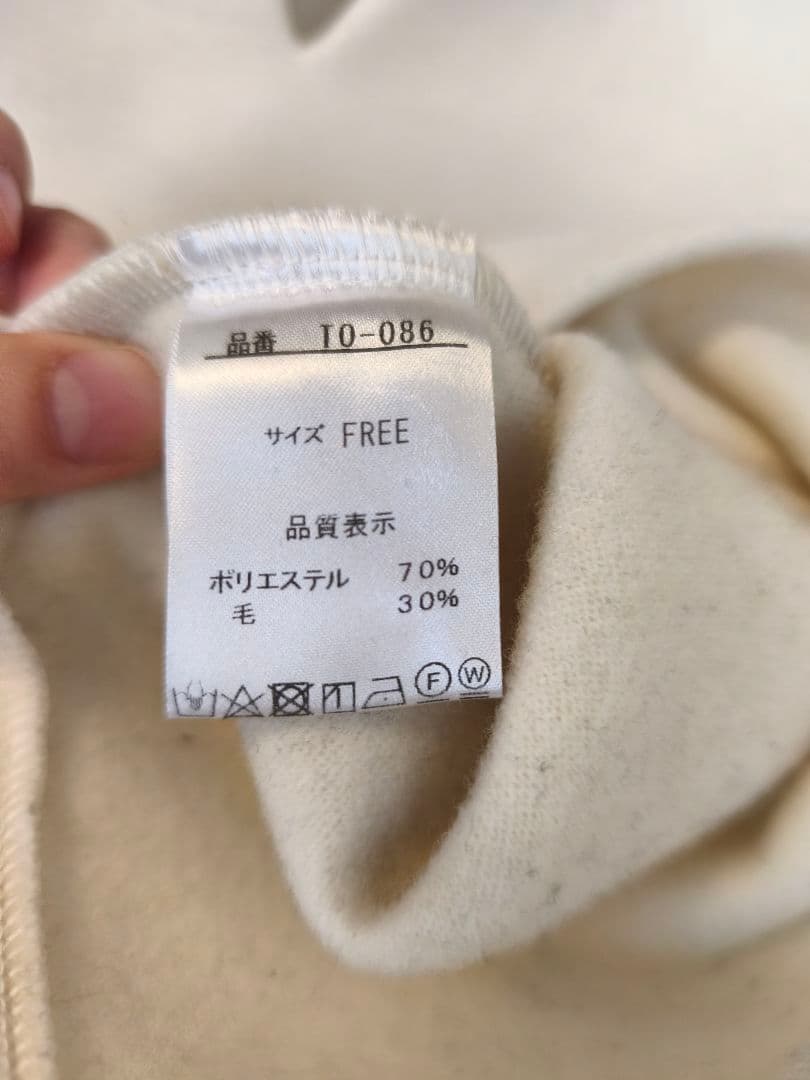 品番 TO-086
サイズ FREE
品質表示
ポリエステル 70%
毛 30%
F W